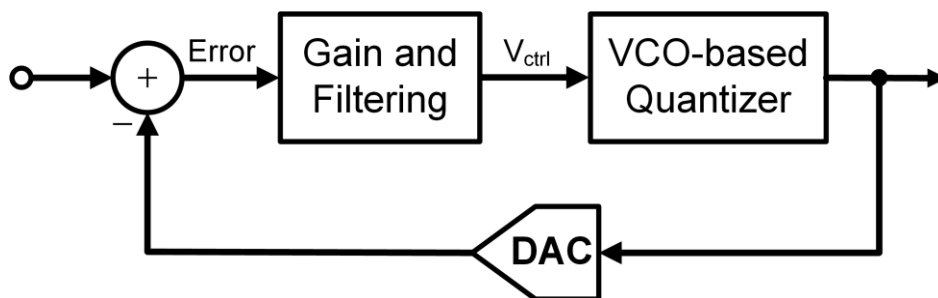 Error
Gain and
Filtering
Vctrl
VCO-based
Quantizer
+
−
DAC